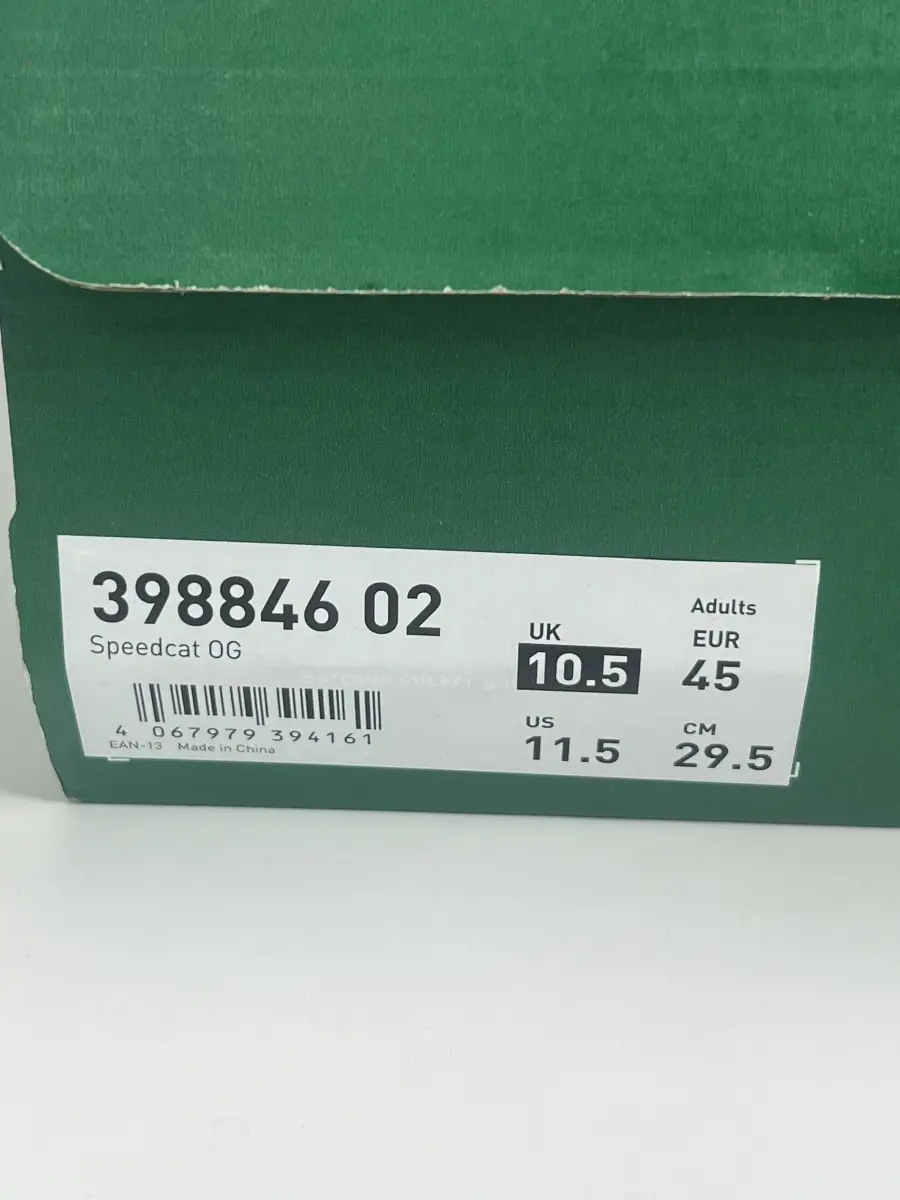 398846 02
Speedcat OG
4 067979 394161
EAN-13 Made in China
UK
10.5
US
11.5
Adults
EUR
45
CM
29.5